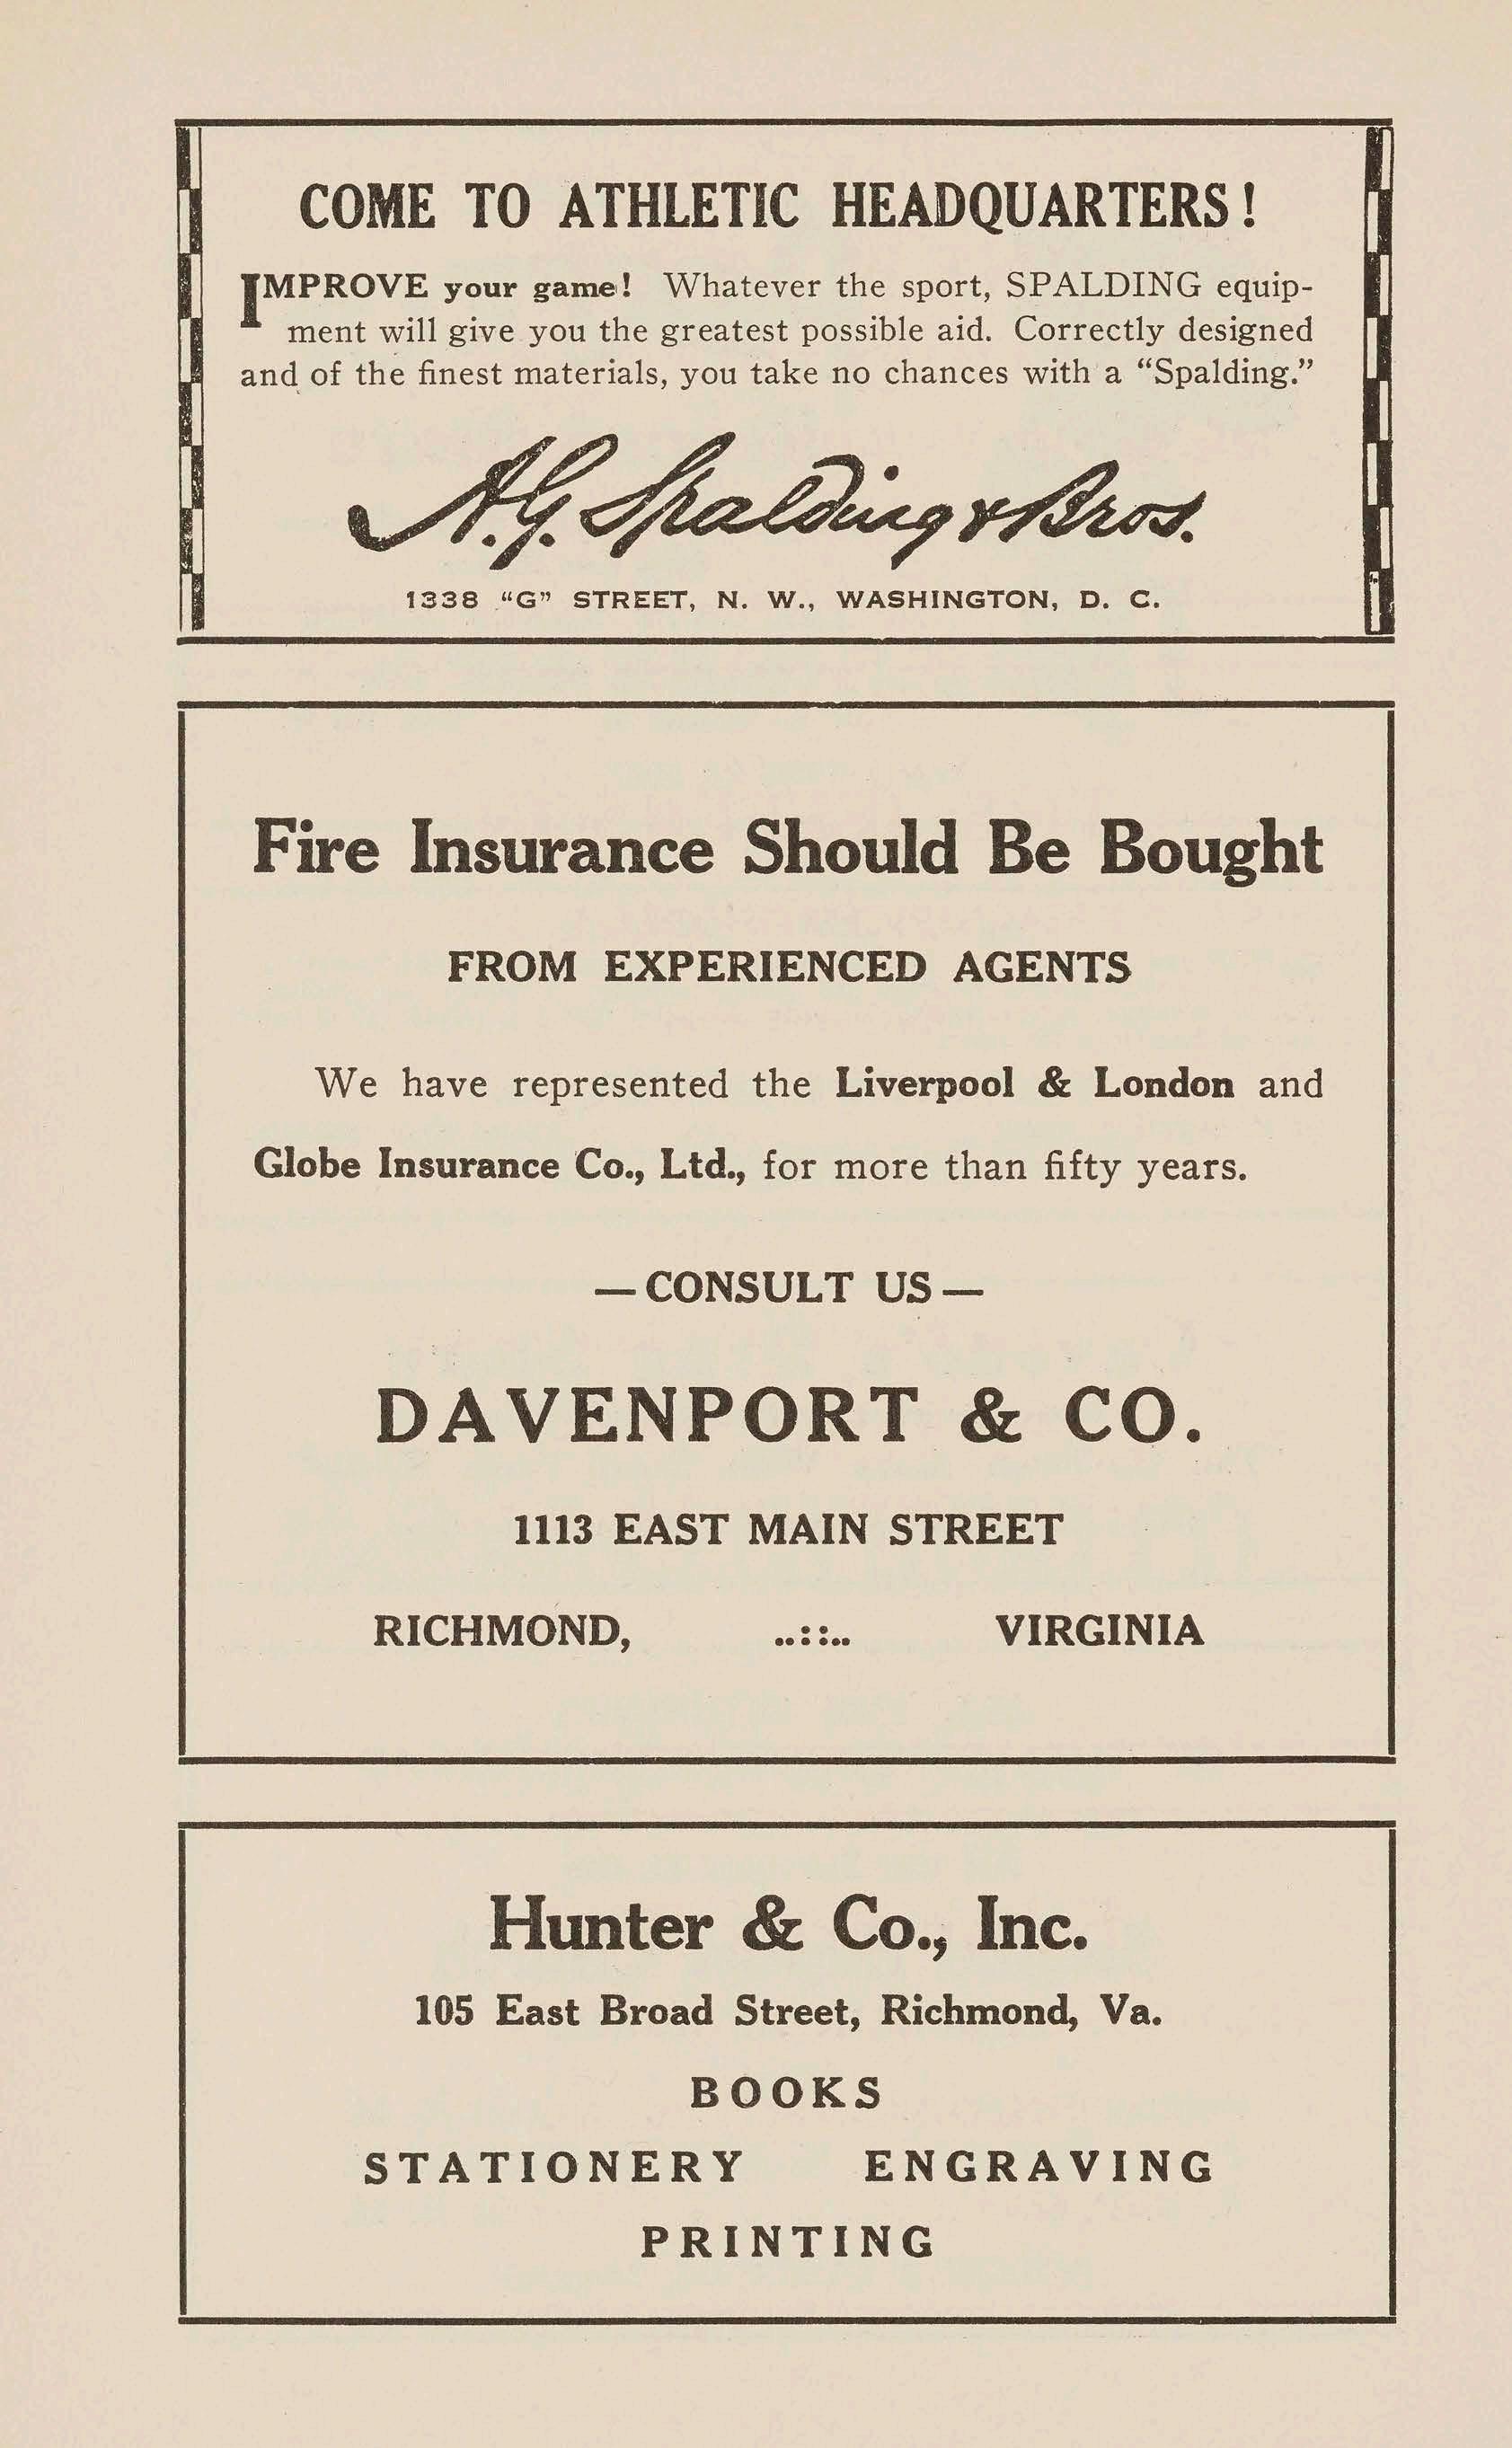 COME TO ATHLETIC HEADQUARTERS!
IMPROVE your game! Whatever the sport, SPALDING equip-
ment will give you the greatest possible aid. Correctly designed
and of the finest materials, you take no chances with a “Spalding.”
A.G. Spalding & Bros.
1338 “G” STREET, N. W., WASHINGTON, D. C.
Fire Insurance Should Be Bought
FROM EXPERIENCED AGENTS
We have represented the Liverpool & London and
Globe Insurance Co., Ltd., for more than fifty years.
—CONSULT US—
DAVENPORT & CO.
1113 EAST MAIN STREET
RICHMOND, ..::.. VIRGINIA
Hunter & Co., Inc.
105 East Broad Street, Richmond, Va.
BOOKS
STATIONERY ENGRAVING
PRINTING